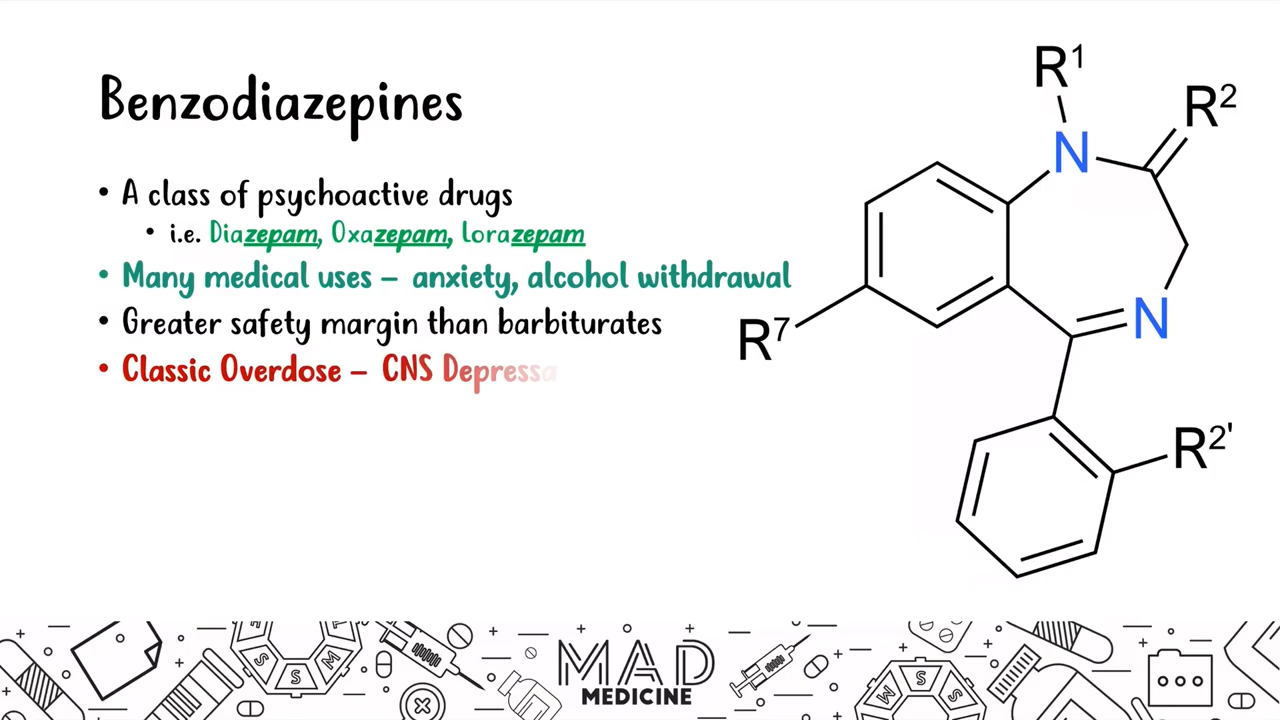 Benzodiazepines
• A class of psychoactive drugs
• i.e. Diazepam, Oxazepam, Lorazepam
• Many medical uses – anxiety, alcohol withdrawal
• Greater safety margin than barbiturates
• Classic Overdose – CNS Depressa
R¹
R²
N
N
R⁷
R²'
S
S
M
M
S
S
MAD
MEDICINE